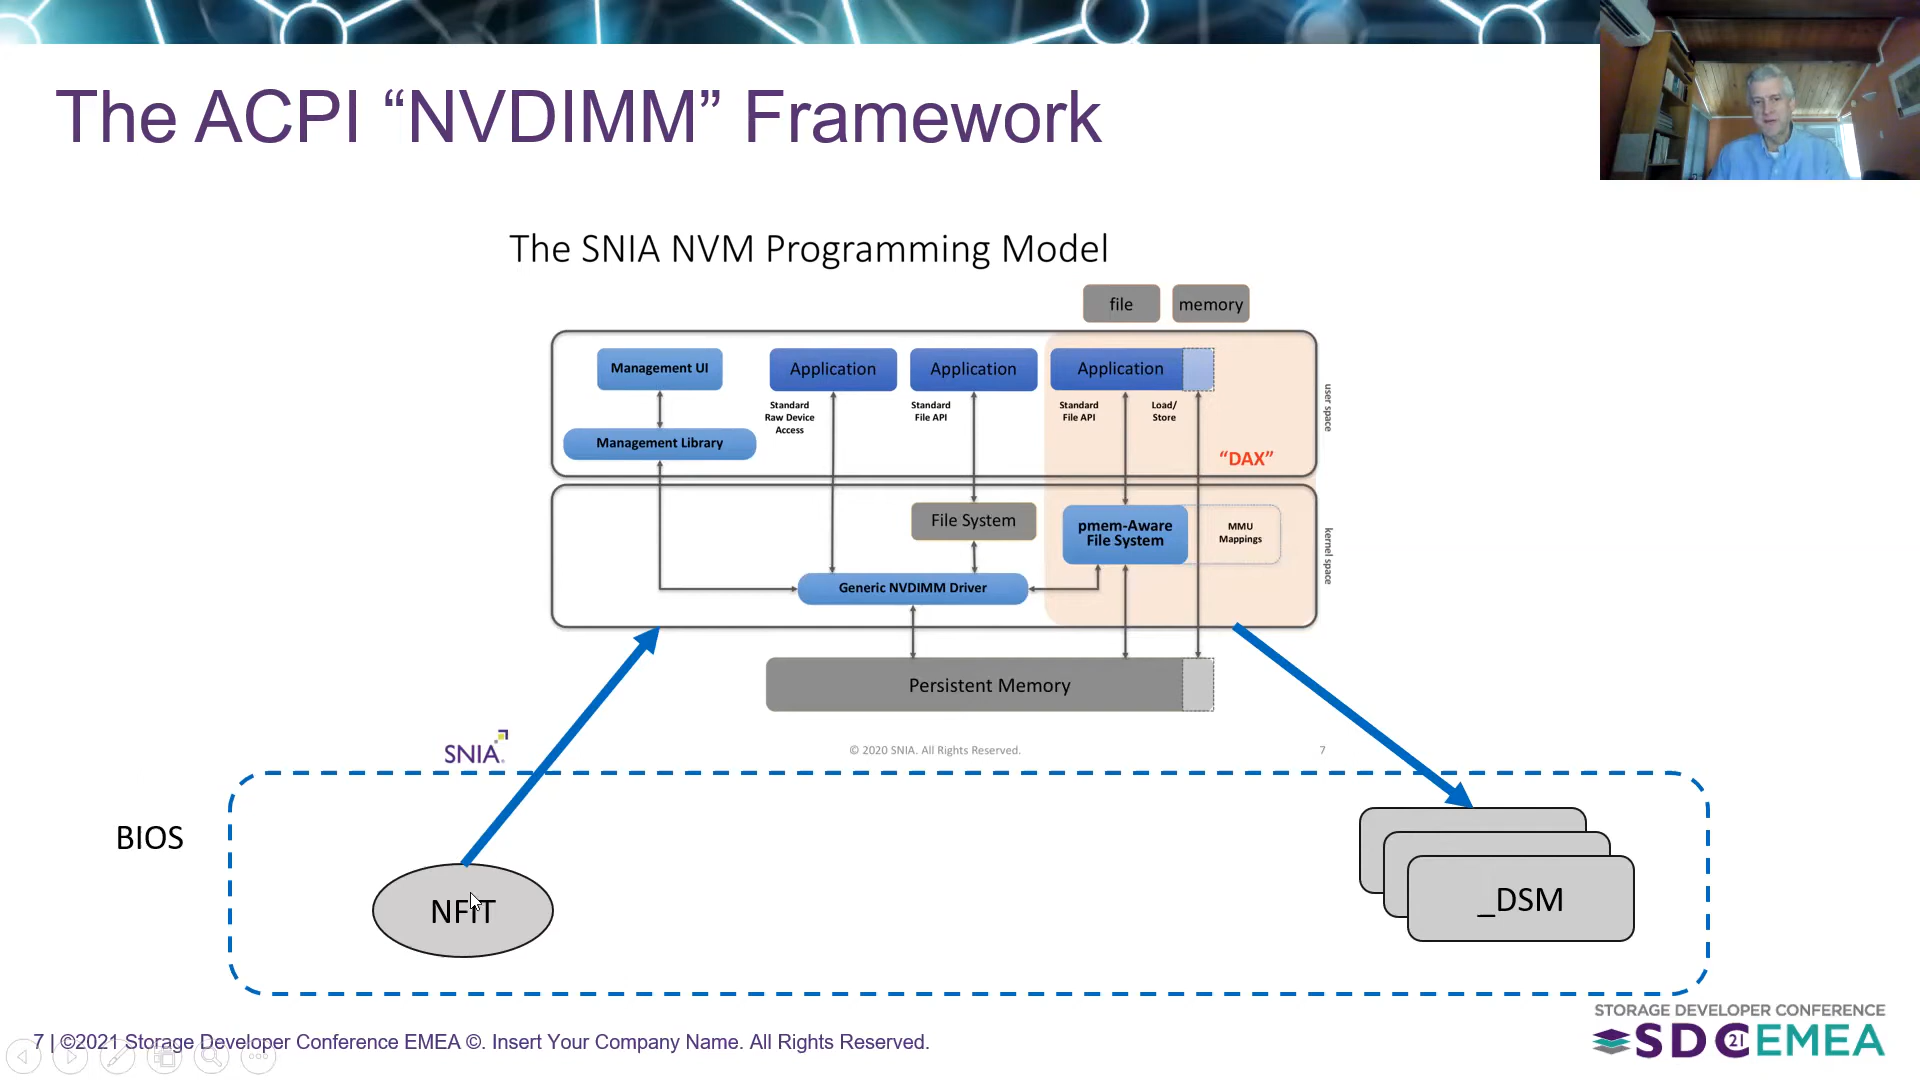 The ACPI “NVDIMM” Framework
The SNIA NVM Programming Model
file
memory
Management UI
Application
Application
Application
Standard
Raw Device
Access
Standard
File API
Standard
File API
Load/
Store
user space
Management Library
“DAX”
File System
pmem-Aware
File System
MMU
Mappings
kernel space
Generic NVDIMM Driver
Persistent Memory
SNIA
© 2020 SNIA. All Rights Reserved.
7
BIOS
NFIT
_DSM
STORAGE DEVELOPER CONFERENCE
SDC 21 EMEA
7 | ©2021 Storage Developer Conference EMEA ©. Insert Your Company Name. All Rights Reserved.